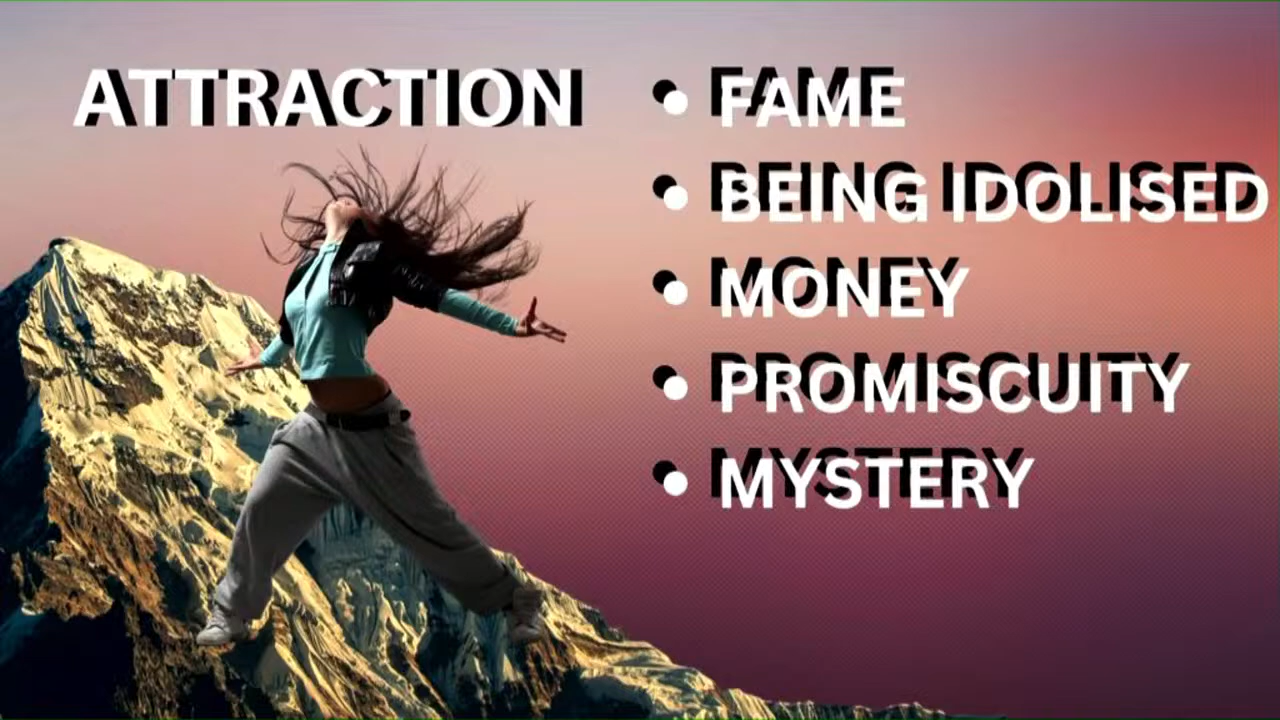 ATTRACTION
• FAME
• BEING IDOLISED
• MONEY
• PROMISCUITY
• MYSTERY